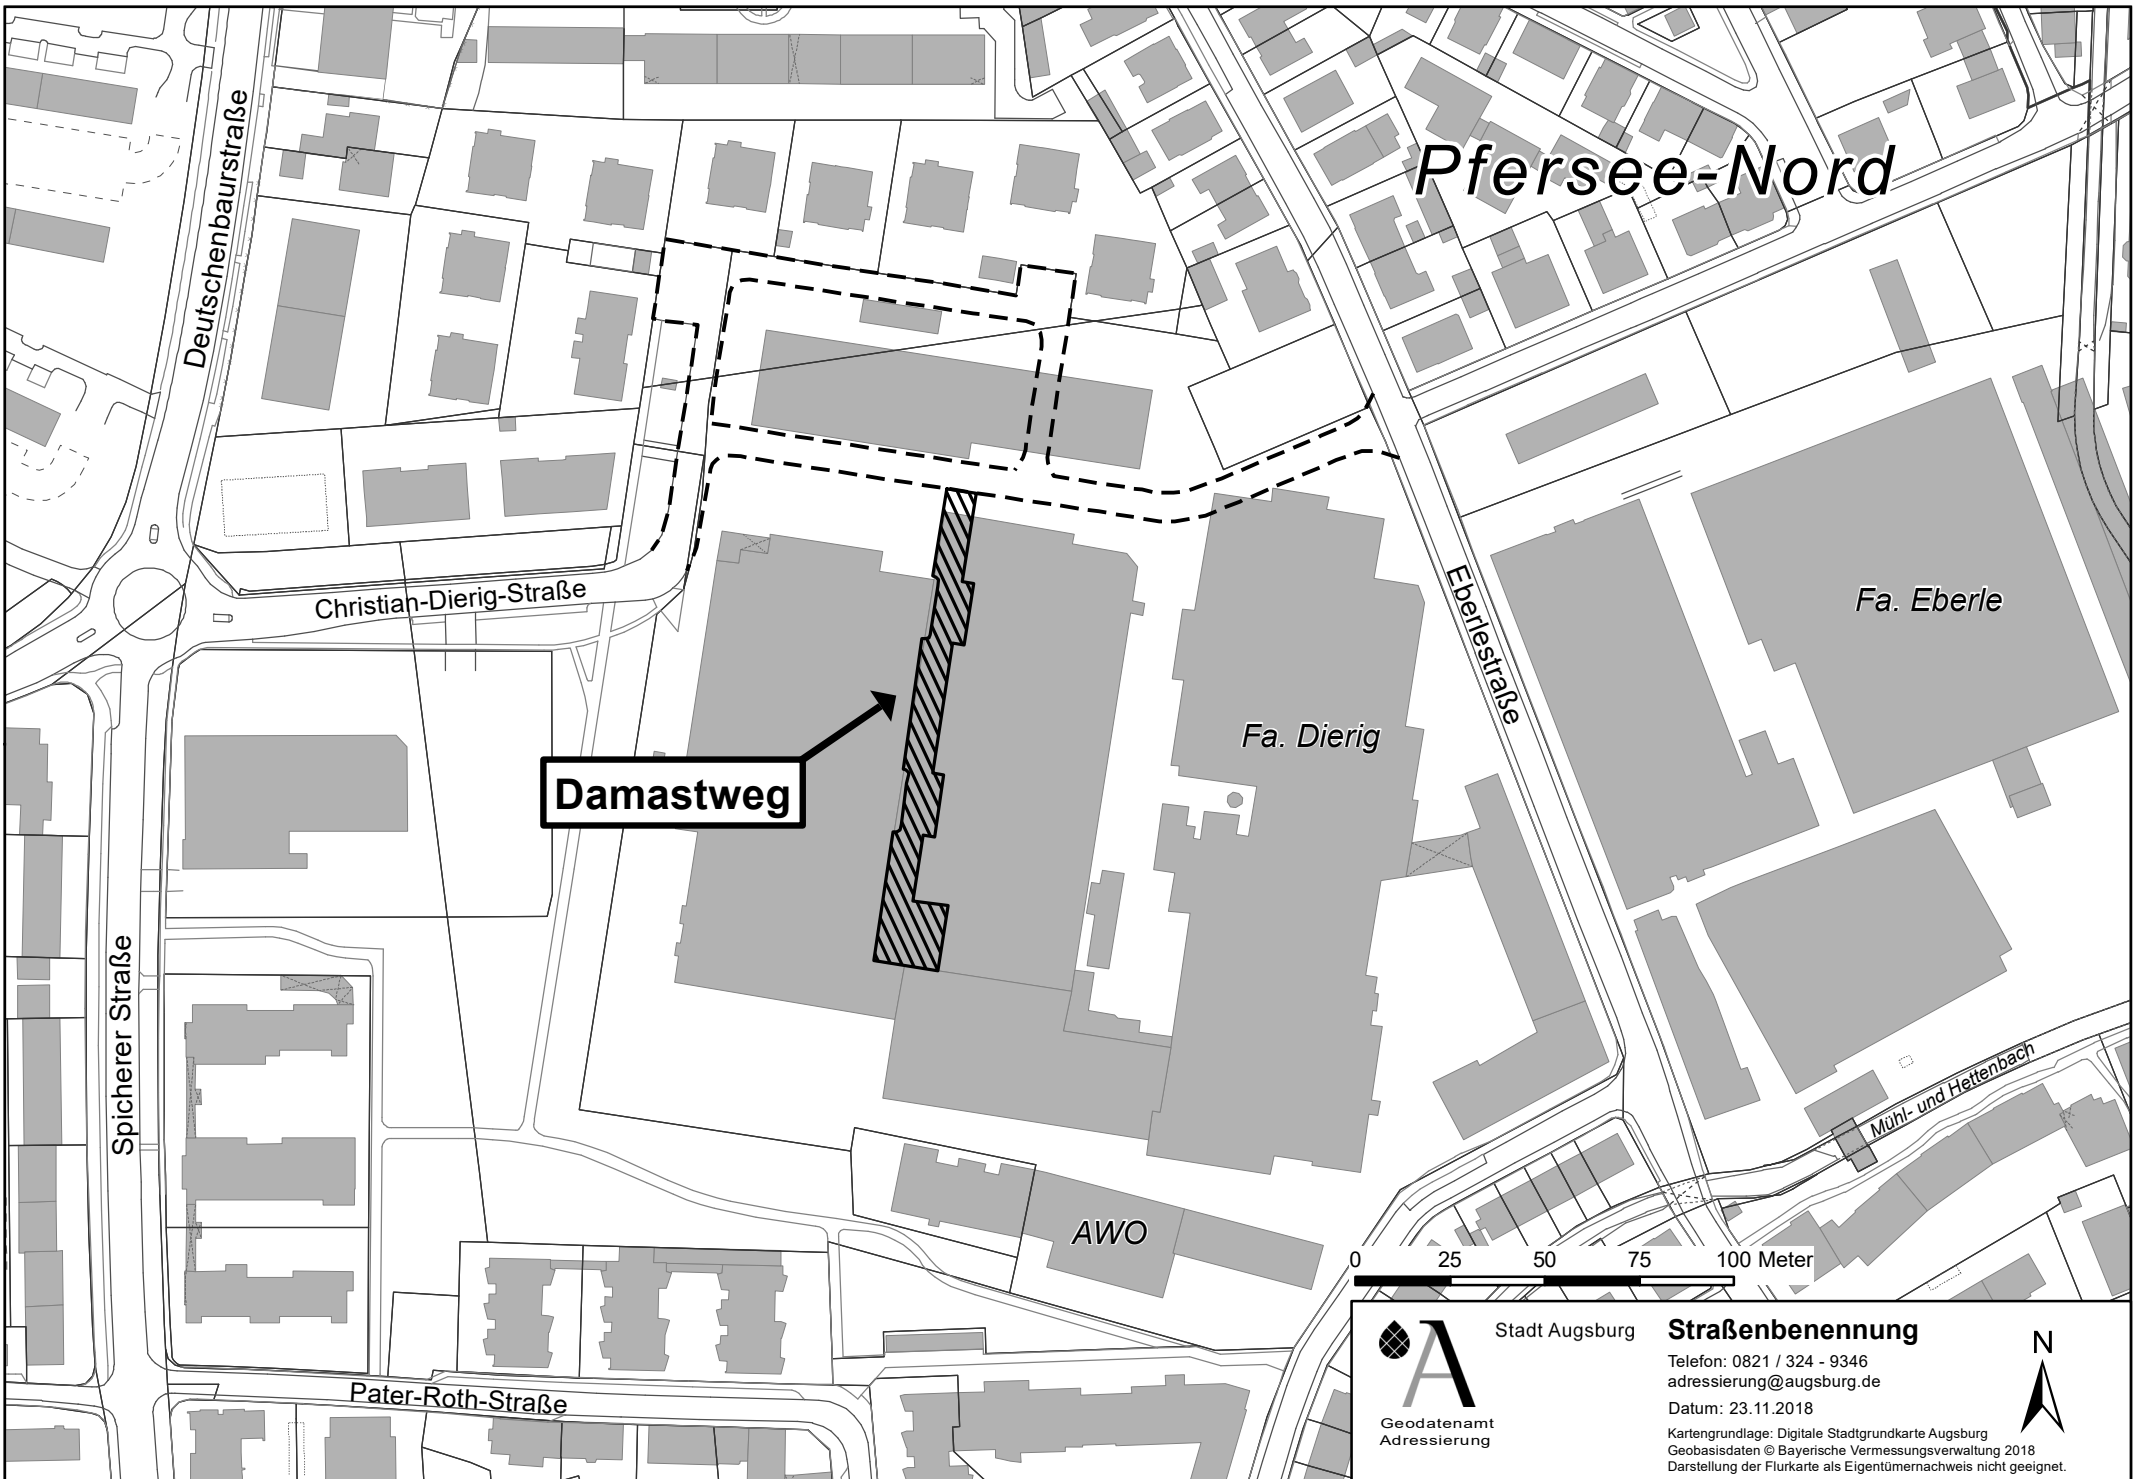 Pfersee-Nord
Deutschenbaurstraße
Christian-Dierig-Straße
Eberlestraße
Fa. Eberle
Fa. Dierig
Damastweg
Spicherer Straße
Mühl- und Hettenbach
AWO
0 25 50 75 100 Meter
Pater-Roth-Straße
A
Stadt Augsburg
Geodatenamt
Adressierung
Straßenbenennung
Telefon: 0821 / 324 - 9346
adressierung@augsburg.de
Datum: 23.11.2018
Kartengrundlage: Digitale Stadtgrundkarte Augsburg
Geobasisdaten © Bayerische Vermessungsverwaltung 2018
Darstellung der Flurkarte als Eigentümernachweis nicht geeignet.
N